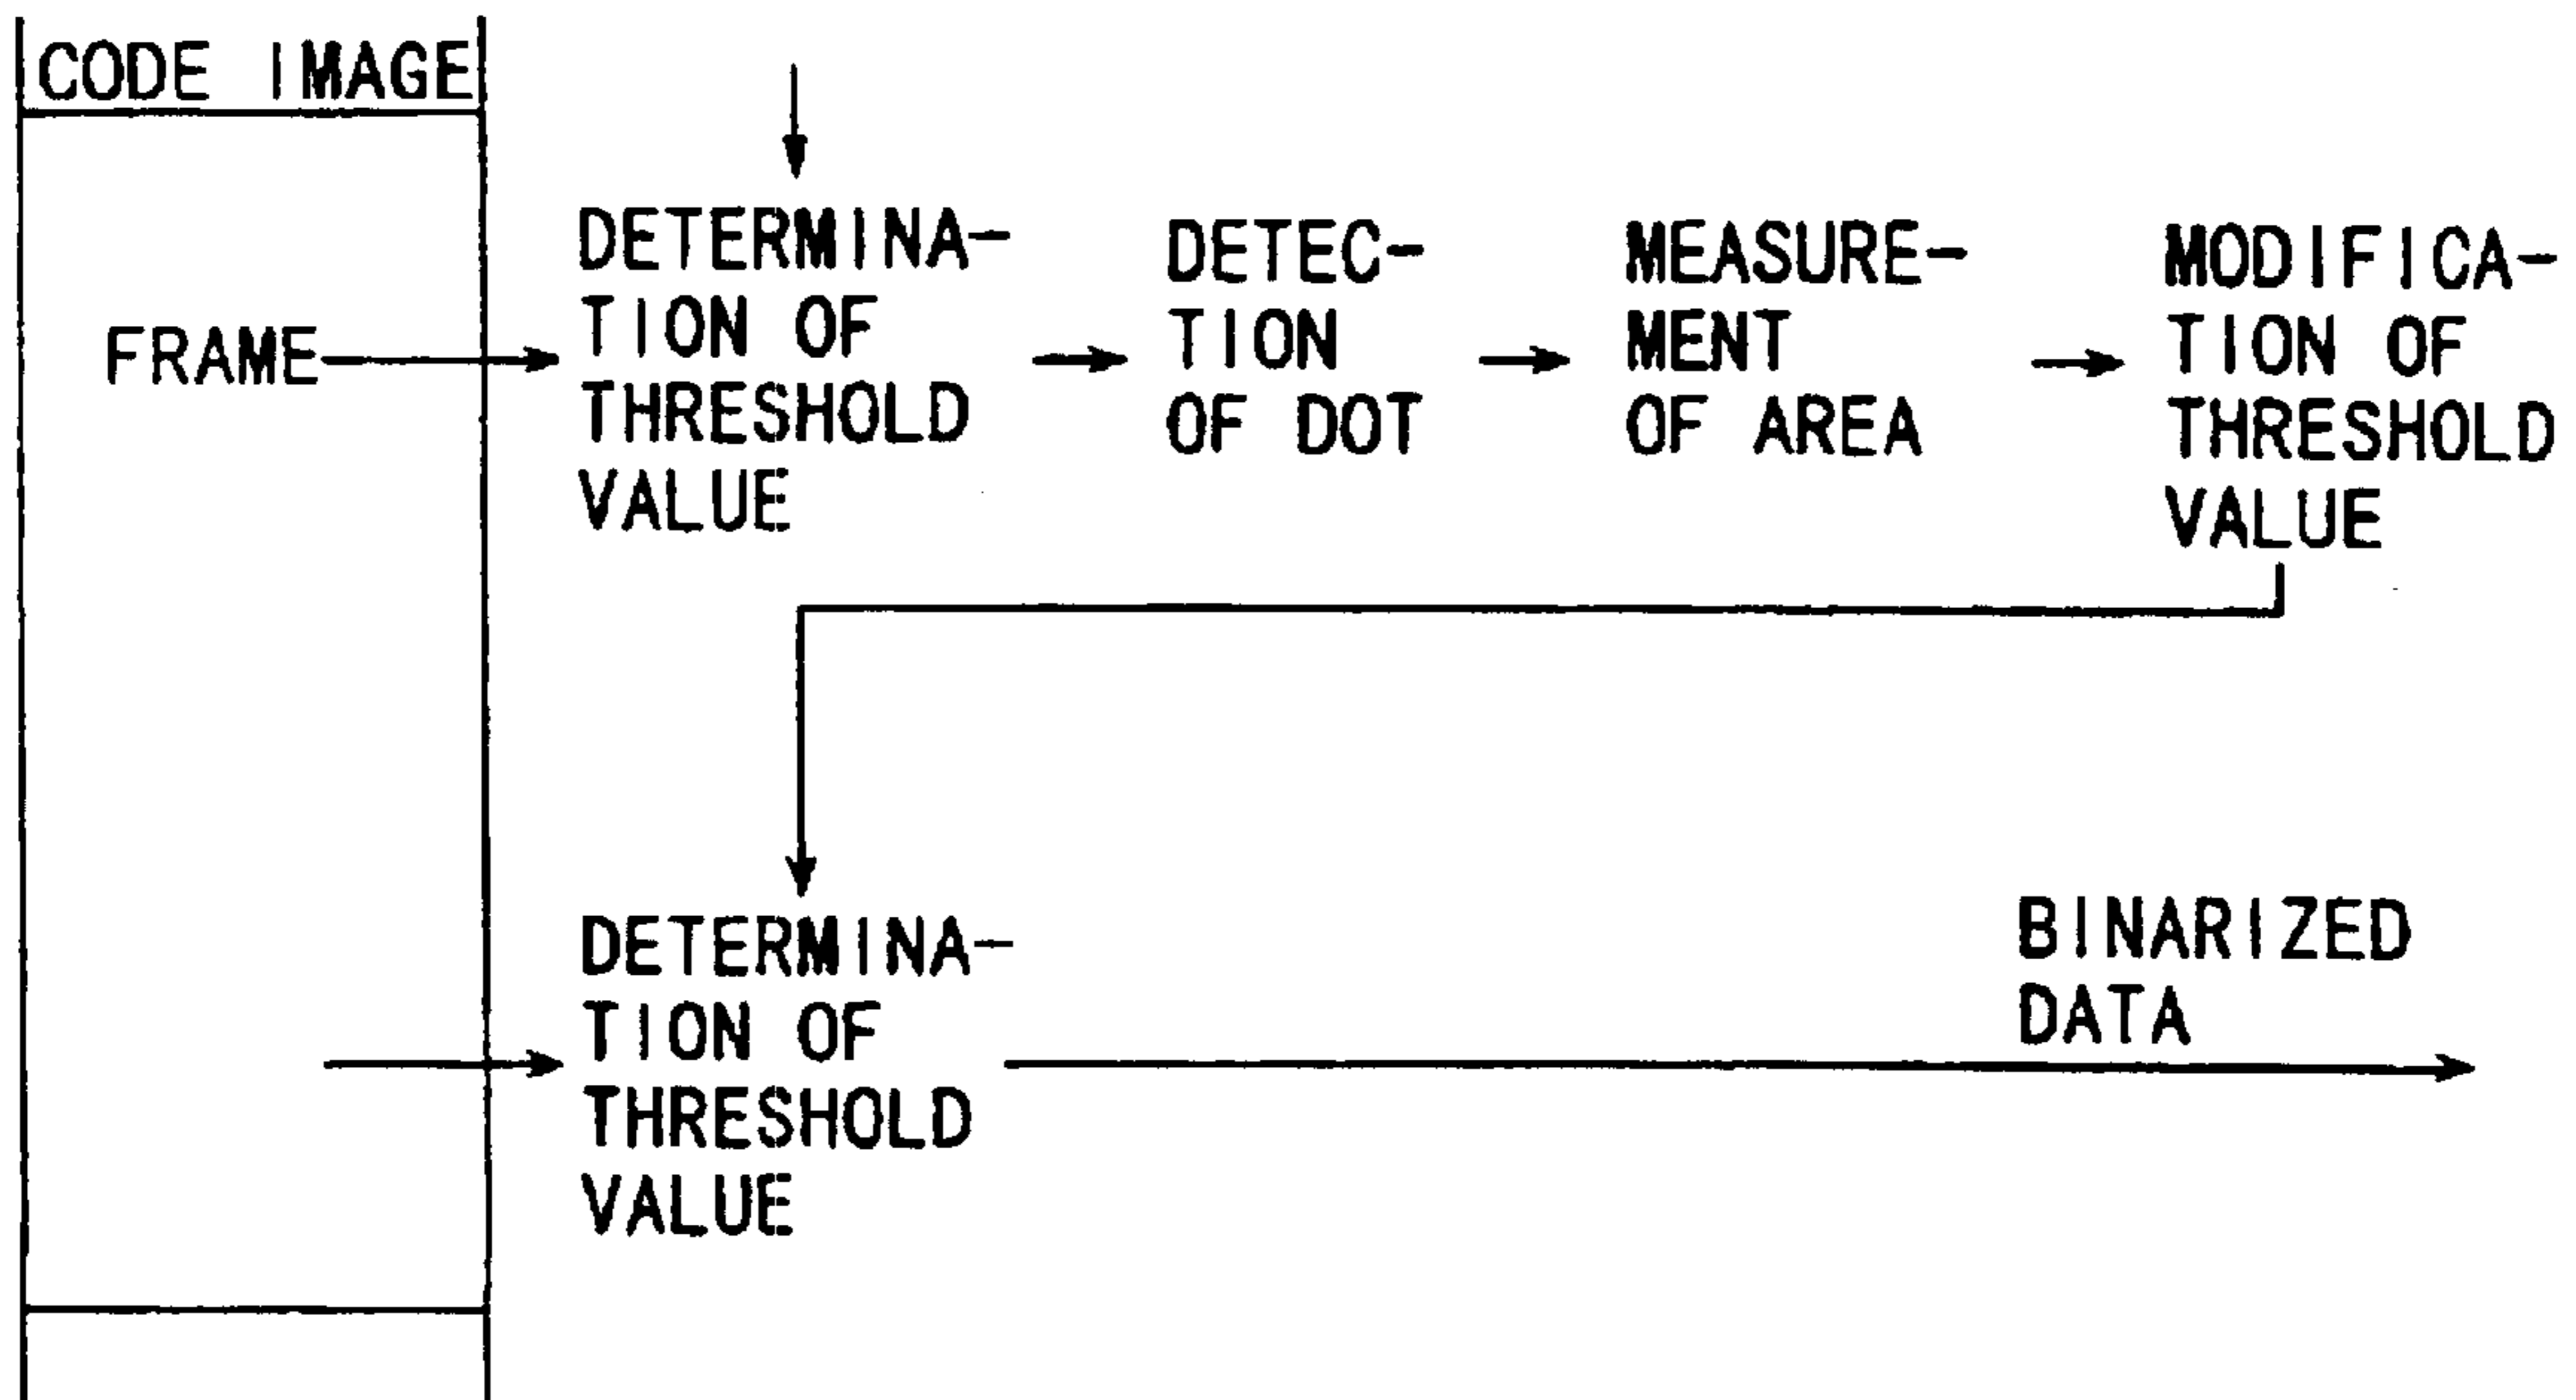 CODE IMAGE
FRAME
DETERMINA-
TION OF
THRESHOLD
VALUE
DETEC-
TION
OF DOT
MEASURE-
MENT
OF AREA
MODIFICA-
TION OF
THRESHOLD
VALUE
DETERMINA-
TION OF
THRESHOLD
VALUE
BINARIZED
DATA